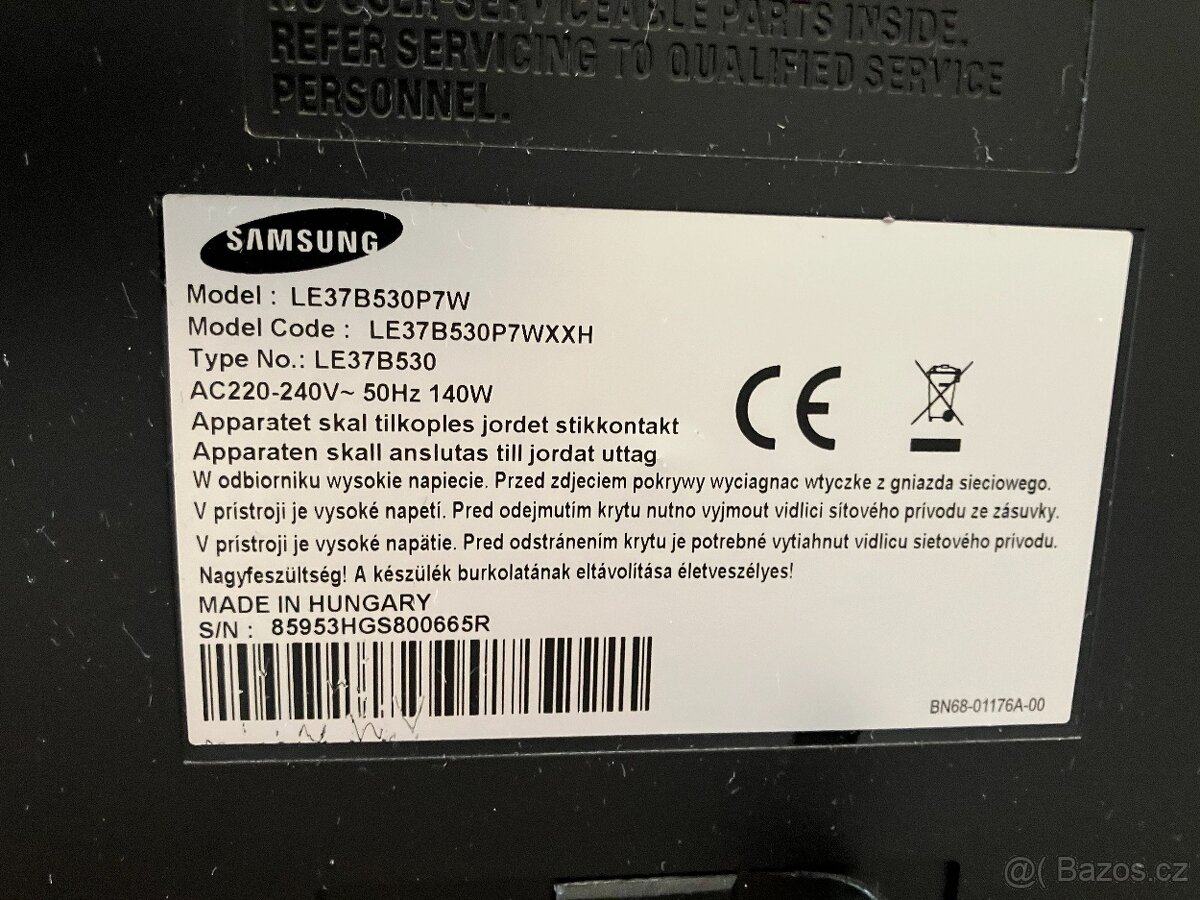 NO USER-SERVICEABLE PARTS INSIDE.
REFER SERVICING TO QUALIFIED SERVICE
PERSONNEL.
SAMSUNG
Model : LE37B530P7W
Model Code : LE37B530P7WXXH
Type No.: LE37B530
AC220-240V~ 50Hz 140W
Apparatet skal tilkoples jordet stikkontakt
Apparaten skall anslutas till jordat uttag
W odbiorniku wysokie napiecie. Przed zdjeciem pokrywy wyciagnac wtyczke z gniazda sieciowego.
V prístroji je vysoké napetí. Pred odejmutím krytu nutno vyjmout vidlici sítového prívodu ze zásuvky.
V prístroji je vysoké napätie. Pred odstránením krytu je potrebné vytiahnut vidlicu sietového prívodu.
Nagyfeszültség! A készülék burkolatának eltávolítása életveszélyes!
MADE IN HUNGARY
S/N : 85953HGS800665R
CE
BN68-01176A-00
@( Bazos.cz